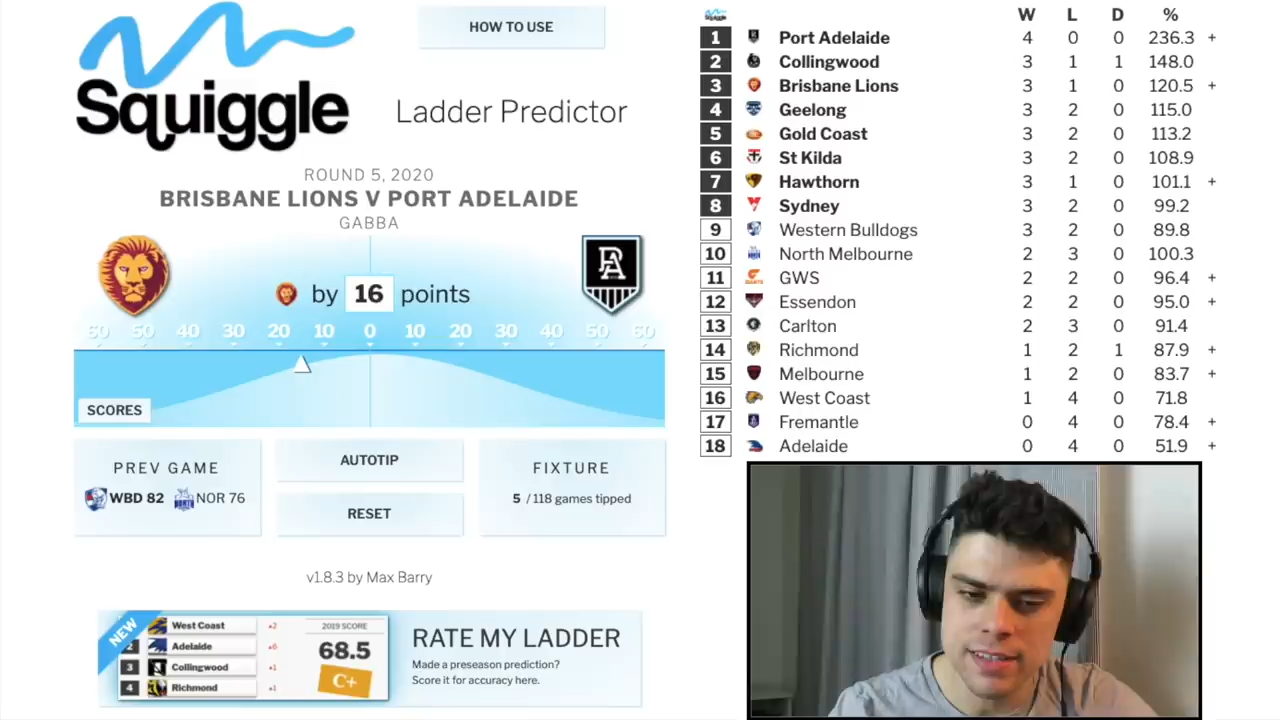 Squiggle
HOW TO USE
Ladder Predictor
ROUND 5, 2020
BRISBANE LIONS V PORT ADELAIDE
GABBA
by 16 points
60 50 40 30 20 10 0 10 20 30 40 50 60
SCORES
PREV GAME
WBD 82 NOR 76
AUTOTIP
RESET
FIXTURE
5 / 118 games tipped
v1.8.3 by Max Barry
NEW
West Coast ▲2
2 Adelaide ▲6
3 Collingwood ▲1
4 Richmond ▲1
2019 SCORE
68.5
C+
RATE MY LADDER
Made a preseason prediction?
Score it for accuracy here.
Squiggle W L D %
1 Port Adelaide 4 0 0 236.3 +
2 Collingwood 3 1 1 148.0
3 Brisbane Lions 3 1 0 120.5 +
4 Geelong 3 2 0 115.0
5 Gold Coast 3 2 0 113.2
6 St Kilda 3 2 0 108.9
7 Hawthorn 3 1 0 101.1 +
8 Sydney 3 2 0 99.2
9 Western Bulldogs 3 2 0 89.8
10 North Melbourne 2 3 0 100.3
11 GWS 2 2 0 96.4 +
12 Essendon 2 2 0 95.0 +
13 Carlton 2 3 0 91.4
14 Richmond 1 2 1 87.9 +
15 Melbourne 1 2 0 83.7 +
16 West Coast 1 4 0 71.8
17 Fremantle 0 4 0 78.4 +
18 Adelaide 0 4 0 51.9 +